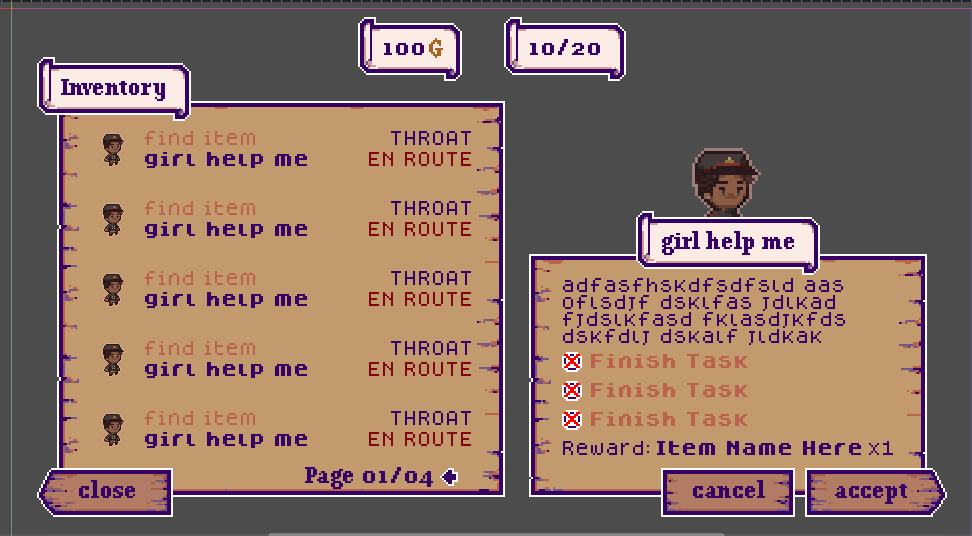 100G
10/20
Inventory
find item THROAT
girl help me EN ROUTE
find item THROAT
girl help me EN ROUTE
find item THROAT
girl help me EN ROUTE
find item THROAT
girl help me EN ROUTE
find item THROAT
girl help me EN ROUTE
Page 01/04
close
girl help me
adfasfhskdfsdfsld aas
oflsdjf dsklfas jdlkad
fjdslkfasd fklasdjkfds
dskfdlj dskalf jldkak
Finish Task
Finish Task
Finish Task
Reward: Item Name Here x1
cancel
accept